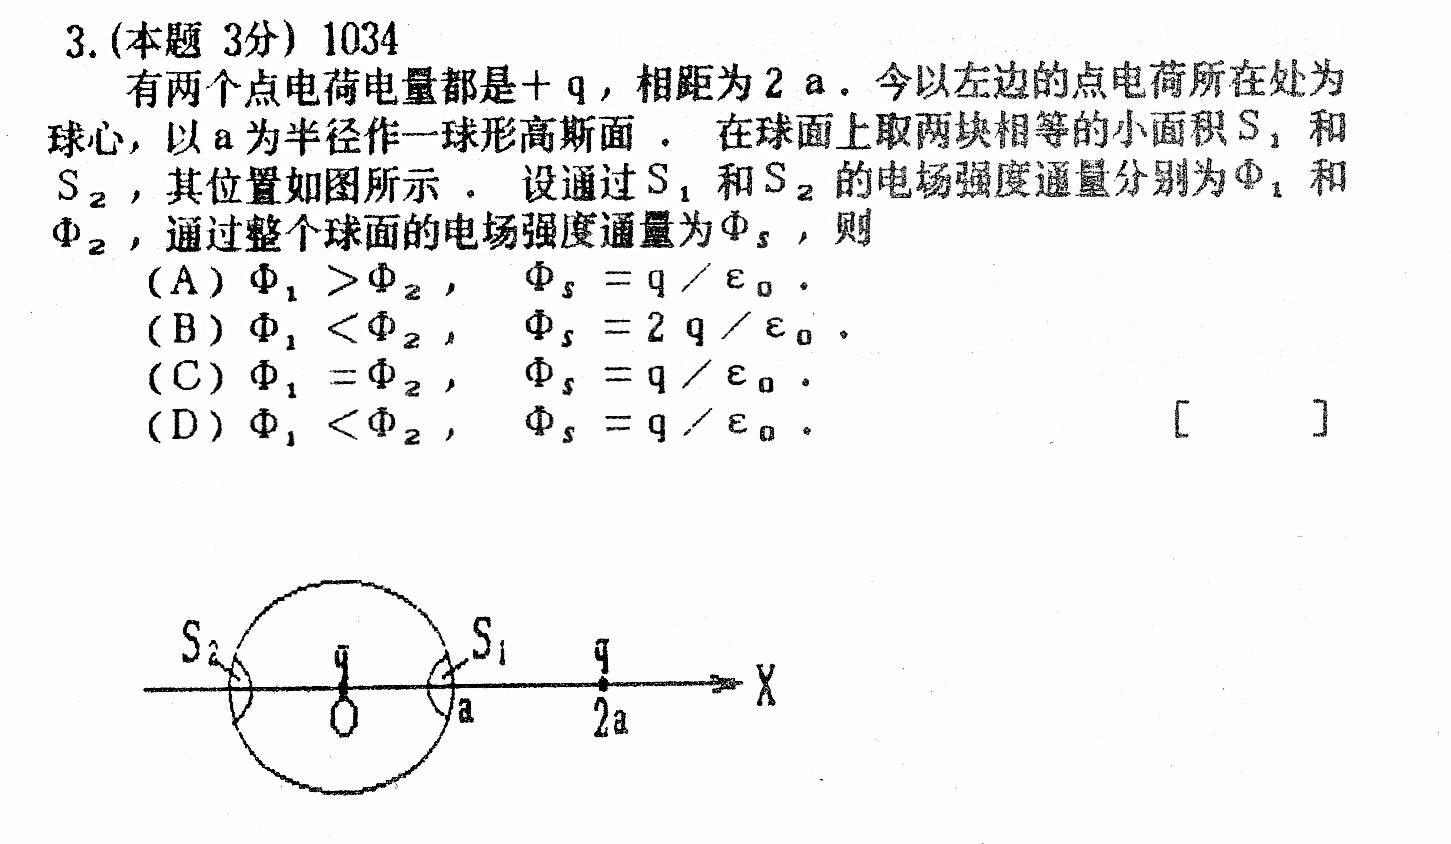 3.(本题 3分) 1034
有两个点电荷电量都是＋q，相距为2a．今以左边的点电荷所在处为
球心，以a为半径作一球形高斯面．在球面上取两块相等的小面积S₁和
S₂，其位置如图所示．设通过S₁和S₂的电场强度通量分别为Φ₁和
Φ₂，通过整个球面的电场强度通量为Φₛ，则
(A) Φ₁＞Φ₂， Φₛ＝q／ε₀．
(B) Φ₁＜Φ₂， Φₛ＝2q／ε₀．
(C) Φ₁＝Φ₂， Φₛ＝q／ε₀．
(D) Φ₁＜Φ₂， Φₛ＝q／ε₀． [ ]
S₂ q S₁ q
O a 2a X